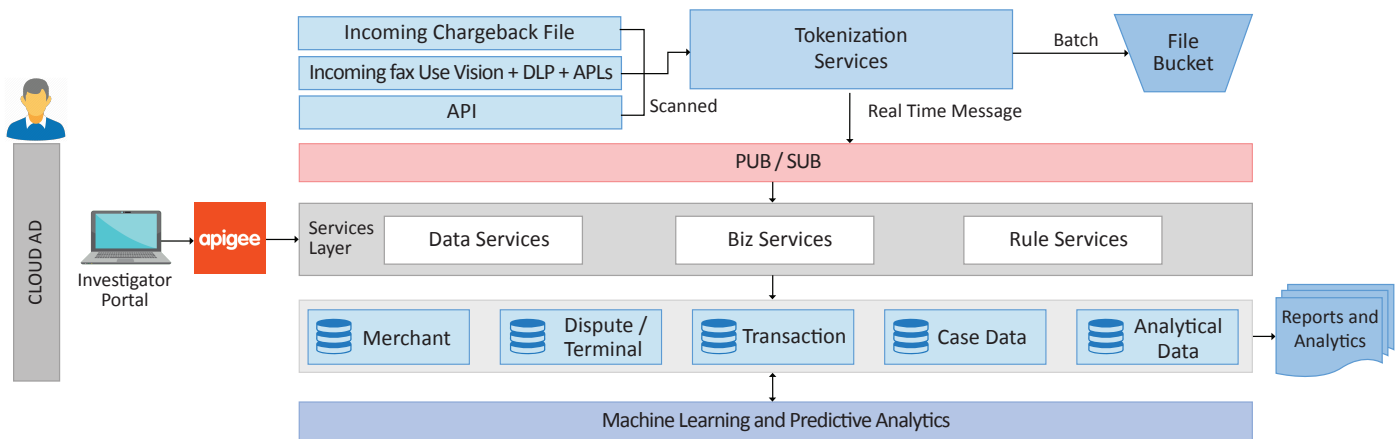 Incoming Chargeback File
Incoming fax Use Vision + DLP + APLs
API
Scanned
Tokenization
Services
Batch
File
Bucket
Real Time Message
PUB / SUB
CLOUD AD
Investigator
Portal
apigee
Services
Layer
Data Services
Biz Services
Rule Services
Merchant
Dispute /
Terminal
Transaction
Case Data
Analytical
Data
Reports and
Analytics
Machine Learning and Predictive Analytics